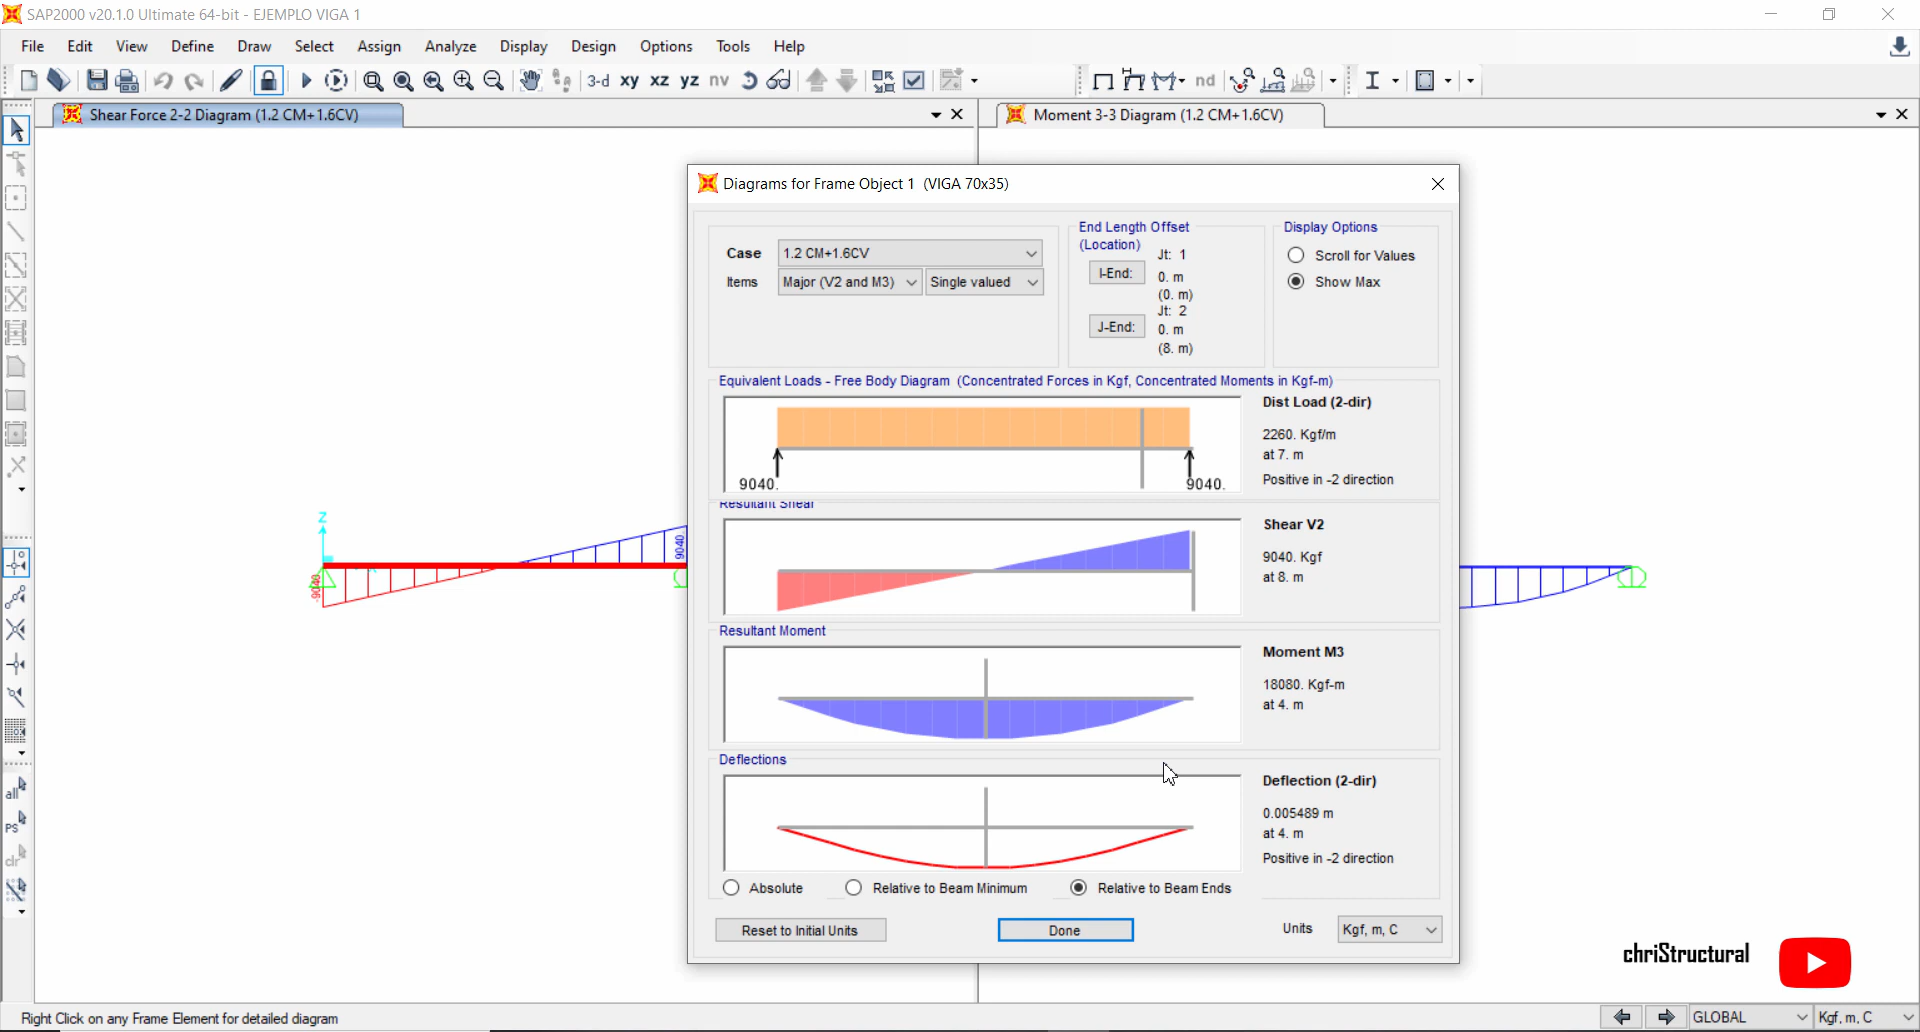 SAP2000 v20.1.0 Ultimate 64-bit - EJEMPLO VIGA 1
File Edit View Define Draw Select Assign Analyze Display Design Options Tools Help
3-d xy xz yz nv nd
Shear Force 2-2 Diagram (1.2 CM+1.6CV)
Moment 3-3 Diagram (1.2 CM+1.6CV)
Diagrams for Frame Object 1 (VIGA 70x35)
Case 1.2 CM+1.6CV
Items Major (V2 and M3) Single valued
End Length Offset
(Location)
Jt: 1
I-End: 0. m
(0. m)
Jt: 2
J-End: 0. m
(8. m)
Display Options
Scroll for Values
Show Max
Equivalent Loads - Free Body Diagram (Concentrated Forces in Kgf, Concentrated Moments in Kgf-m)
9040. 9040.
Dist Load (2-dir)
2260. Kgf/m
at 7. m
Positive in -2 direction
Resultant Shear
Shear V2
9040. Kgf
at 8. m
Resultant Moment
Moment M3
18080. Kgf-m
at 4. m
Deflections
Deflection (2-dir)
0.005489 m
at 4. m
Positive in -2 direction
Absolute Relative to Beam Minimum Relative to Beam Ends
Reset to Initial Units Done Units Kgf, m, C
Z
-9040.
9040.
all
PS
clr
chriStructural
Right Click on any Frame Element for detailed diagram
GLOBAL Kgf, m, C